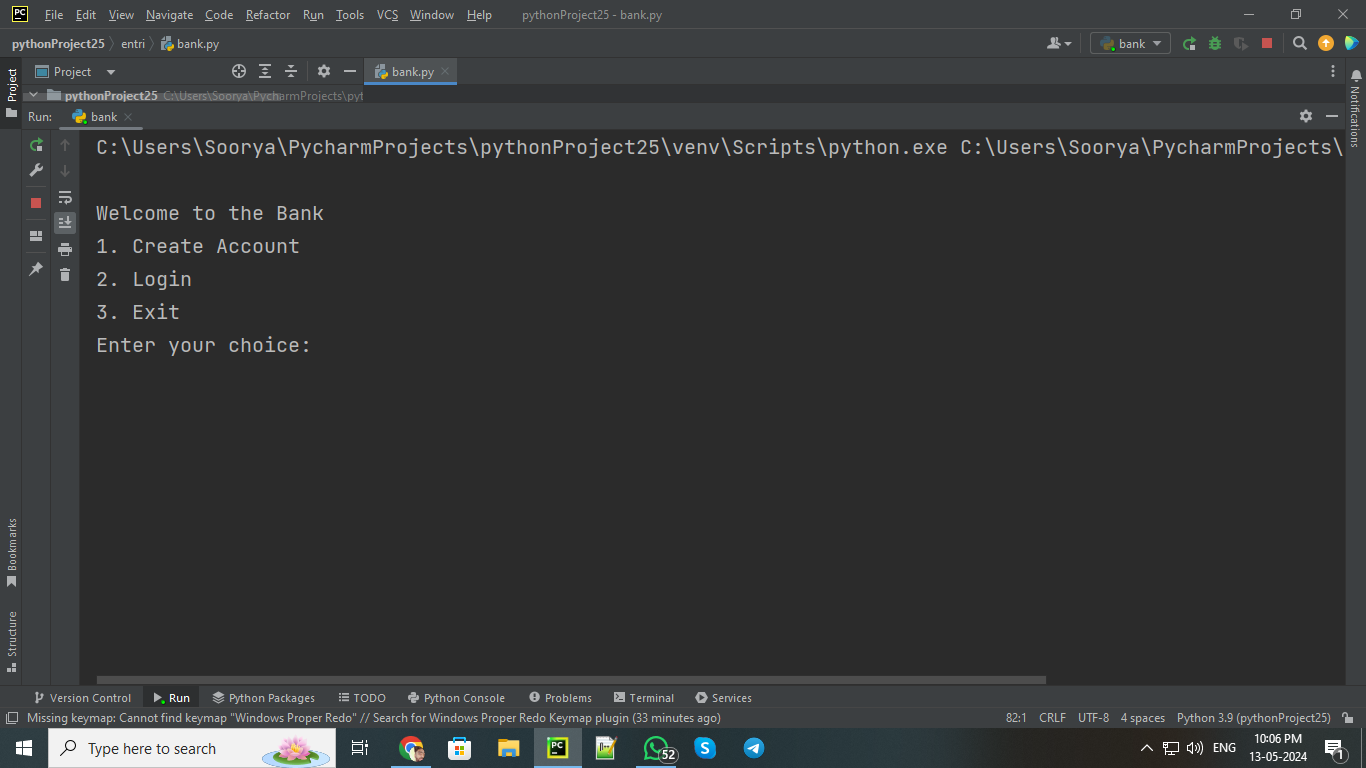 PC File Edit View Navigate Code Refactor Run Tools VCS Window Help pythonProject25 - bank.py
pythonProject25 entri bank.py bank
Project bank.py
Project
pythonProject25 C:\Users\Soorya\PycharmProjects\pyt
Notifications
Run: bank
C:\Users\Soorya\PycharmProjects\pythonProject25\venv\Scripts\python.exe C:\Users\Soorya\PycharmProjects\
Welcome to the Bank
1. Create Account
2. Login
3. Exit
Enter your choice:
Bookmarks
Structure
Version Control Run Python Packages TODO Python Console Problems Terminal Services
Missing keymap: Cannot find keymap "Windows Proper Redo" // Search for Windows Proper Redo Keymap plugin (33 minutes ago) 82:1 CRLF UTF-8 4 spaces Python 3.9 (pythonProject25)
Type here to search PC 52 ENG 10:06 PM
13-05-2024 1